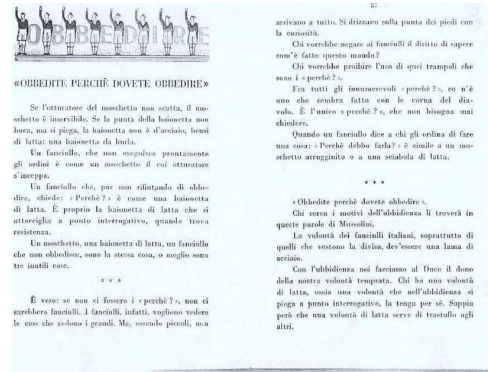 OBBEDIRE
«OBBEDITE PERCHÈ DOVETE OBBEDIRE»
Se l'otturatore del moschetto non scatta, il mo-
schetto è inservibile. Se la punta della baionetta non
buca, ma si piega, la baionetta non è d'acciaio, bensì
di latta: una baionetta da burla.
Un fanciullo, che non eseguisce prontamente
gli ordini è come un moschetto il cui otturatore
s'inceppa.
Un fanciullo che, pur non rifiutando di obbe-
dire, chiede: «Perchè?» è come una baionetta
di latta. È proprio la baionetta di latta che si
attorciglia a punto interrogativo, quando trova
resistenza.
Un moschetto, una baionetta di latta, un fanciullo
che non obbedisce, sono la stessa cosa, o meglio sono
tre inutili cose.
* * *
È vero: se non ci fossero i «perchè?», non ci
sarebbero fanciulli. I fanciulli, infatti, vogliono vedere
le cose che vedono i grandi. Ma, essendo piccoli, non
57
arrivano a tutto. Si drizzano sulla punta dei piedi con
la curiosità.
Chi vorrebbe negare ai fanciulli il diritto di sapere
com'è fatto questo mondo?
Chi vorrebbe proibire l'uso di quei trampoli che
sono i «perchè?».
Fra tutti gli innumerevoli «perchè?», ce n'è
uno che sembra fatto con le corna del dia-
volo. È l'unico «perchè?», che non bisogna mai
chiedere.
Quando un fanciullo dice a chi gli ordina di fare
una cosa: «Perchè debbo farla?» è simile a un mo-
schetto arrugginito o a una sciabola di latta.
* * *
«Obbedite perchè dovete obbedire».
Chi cerca i motivi dell'ubbidienza li troverà in
queste parole di Mussolini.
La volontà dei fanciulli italiani, soprattutto di
quelli che vestono la divisa, dev'essere una lama di
acciaio.
Con l'ubbidienza noi facciamo al Duce il dono
della nostra volontà temprata. Chi ha una volontà
di latta, ossia una volontà che nell'ubbidienza si
piega a punto interrogativo, la tenga per sè. Sappia
però che una volontà di latta serve di trastullo agli
altri.